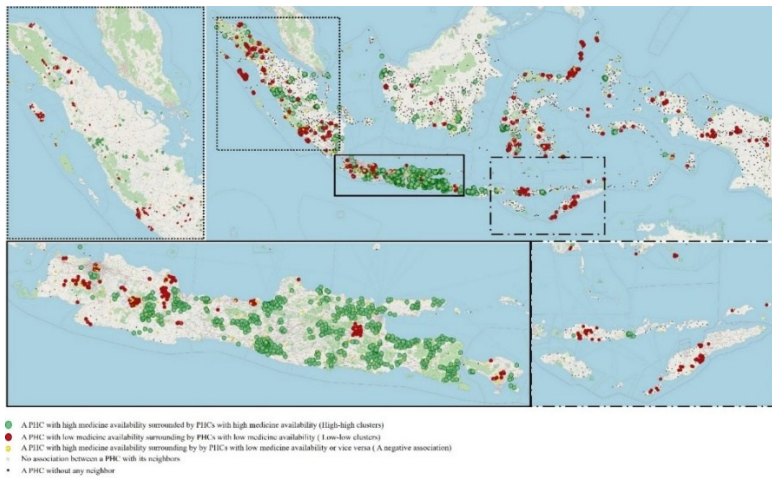 A PHC with high medicine availability surrounded by PHCs with high medicine availability (High-high clusters)
A PHC with low medicine availability surrounding by PHCs with low medicine availability ( Low-low clusters)
A PHC with high medicine availability surrounding by by PHCs with low medicine availability or vice versa ( A negative association)
No association between a PHC with its neighbors
A PHC without any neighbor